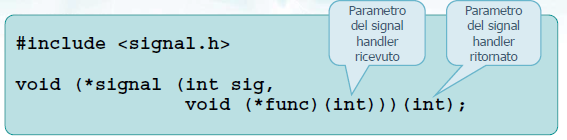 Parametro
del signal
handler
ricevuto
Parametro
del signal
handler
ritornato
#include <signal.h>
void (*signal (int sig,
void (*func)(int)))(int);